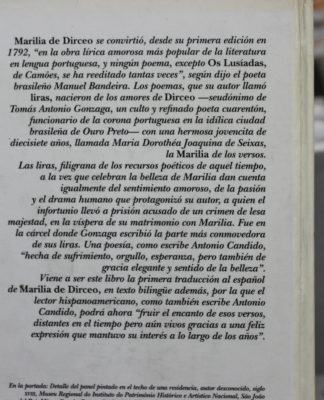 Marilia de Dirceo se convirtió, desde su primera edición en
1792, “en la obra lírica amorosa más popular de la literatura
en lengua portuguesa, y ningún poema, excepto Os Lusíadas,
de Camões, se ha reeditado tantas veces”, según dijo el poeta
brasileño Manuel Bandeira. Los poemas, que su autor llamó
liras, nacieron de los amores de Dirceo —seudónimo de
Tomás Antonio Gonzaga, un culto y refinado poeta cuarentón,
funcionario de la corona portuguesa en la idílica ciudad
brasileña de Ouro Preto— con una hermosa jovencita de
diecisiete años, llamada Maria Dorothéa Joaquina de Seixas,
la Marilia de los versos.
Las liras, filigrana de los recursos poéticos de aquel tiempo,
a la vez que celebran la belleza de Marilia dan cuenta
igualmente del sentimiento amoroso, de la pasión
y el drama humano que protagonizó su autor, a quien el
infortunio llevó a prisión acusado de un crimen de lesa
majestad, en la víspera de su matrimonio con Marilia. Fue en
la cárcel donde Gonzaga escribió la parte más conmovedora
de sus liras. Una poesía, como escribe Antonio Candido,
“hecha de sufrimiento, orgullo, esperanza, pero también de
gracia elegante y sentido de la belleza”.
Viene a ser este libro la primera traducción al español
de Marilia de Dirceo, en texto bilingüe además, por la que el
lector hispanoamericano, como también escribe Antonio
Candido, podrá ahora “fruir el encanto de esos versos,
distantes en el tiempo pero aún vivos gracias a una feliz
expresión que mantuvo su interés a lo largo de los años”.
En la portada: Detalle del panel pintado en el techo de una residencia, autor desconocido, siglo
XVIII, Museu Regional do Instituto do Patrimônio Histórico e Artístico Nacional, São João